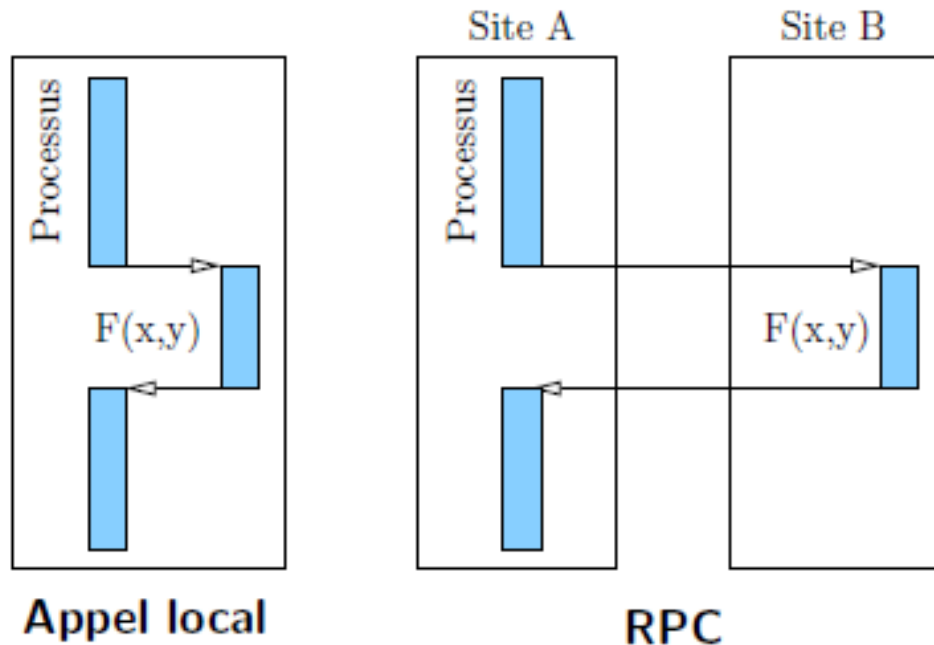 Site A
Site B
Processus
F(x,y)
Processus
F(x,y)
Appel local
RPC